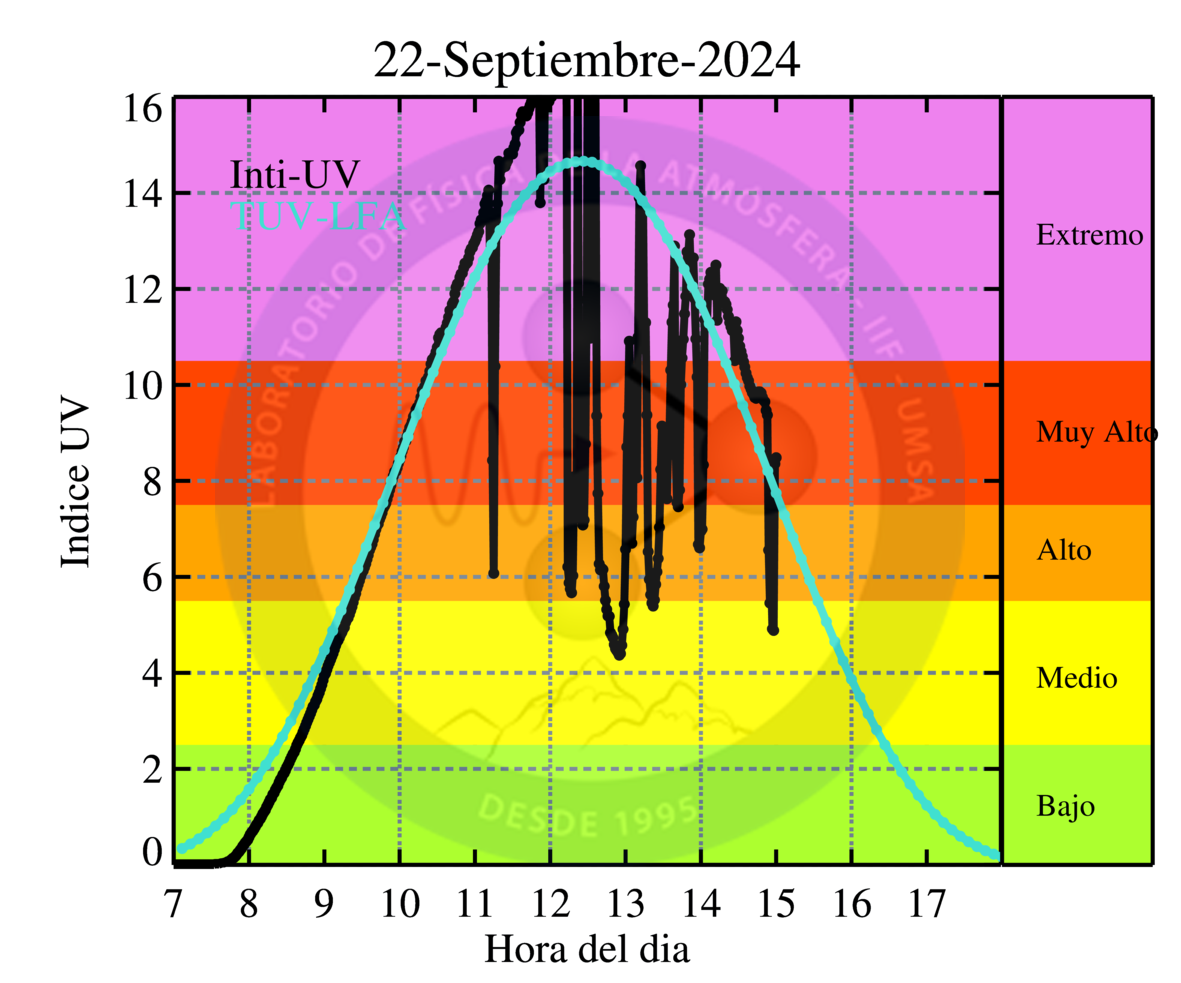 22-Septiembre-2024
Indice UV
16
14
12
10
8
6
4
2
0
Inti-UV
TUV-LFA
LABORATORIO DE FÍSICA DE LA ATMÓSFERA - IIF - UMSA
DESDE 1995
Extremo
Muy Alto
Alto
Medio
Bajo
7 8 9 10 11 12 13 14 15 16 17
Hora del dia